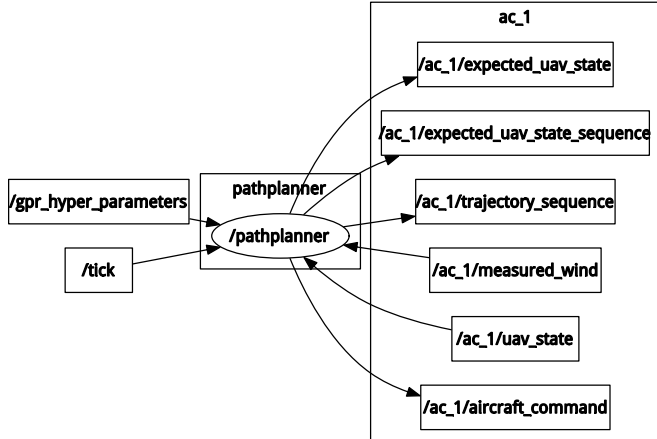 ac_1
/ac_1/expected_uav_state
/ac_1/expected_uav_state_sequence
pathplanner
/gpr_hyper_parameters
/ac_1/trajectory_sequence
/pathplanner
/tick
/ac_1/measured_wind
/ac_1/uav_state
/ac_1/aircraft_command